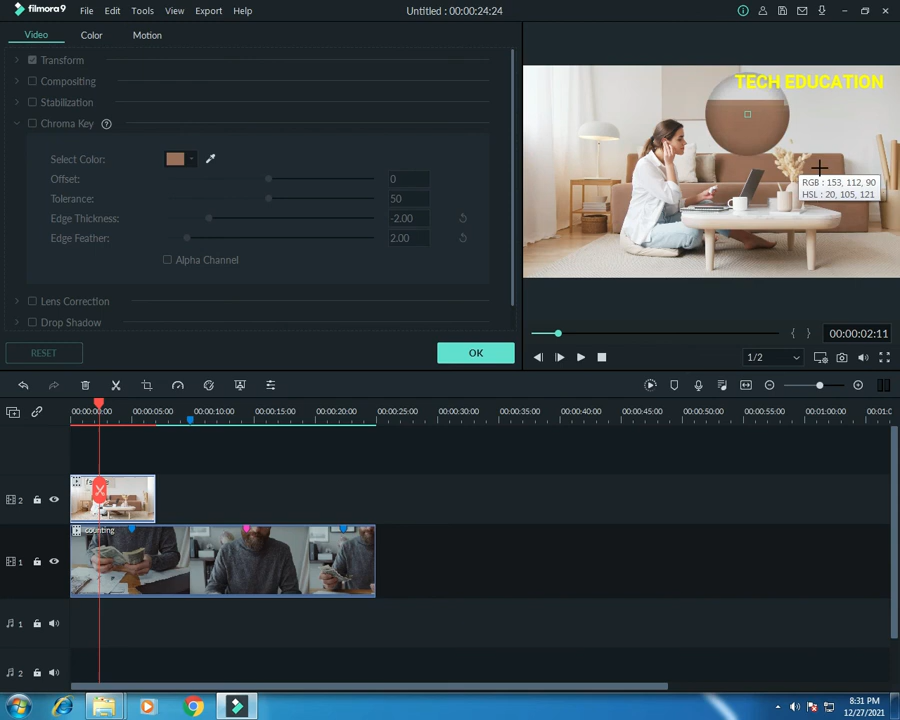 filmora9 File Edit Tools View Export Help Untitled : 00:00:24:24
Video Color Motion
Transform
Compositing
Stabilization
Chroma Key ?
Select Color:
Offset: 0
Tolerance: 50
Edge Thickness: -2.00
Edge Feather: 2.00
Alpha Channel
Lens Correction
Drop Shadow
RESET OK
TECH EDUCATION
RGB : 153, 112, 90
HSL : 20, 105, 121
{ } 00:00:02:11
1/2
00:00:00:00 00:00:05:00 00:00:10:00 00:00:15:00 00:00:20:00 00:00:25:00 00:00:30:00 00:00:35:00 00:00:40:00 00:00:45:00 00:00:50:00 00:00:55:00 00:01:00:00
2
1 counting
1
2
8:31 PM
12/27/2021